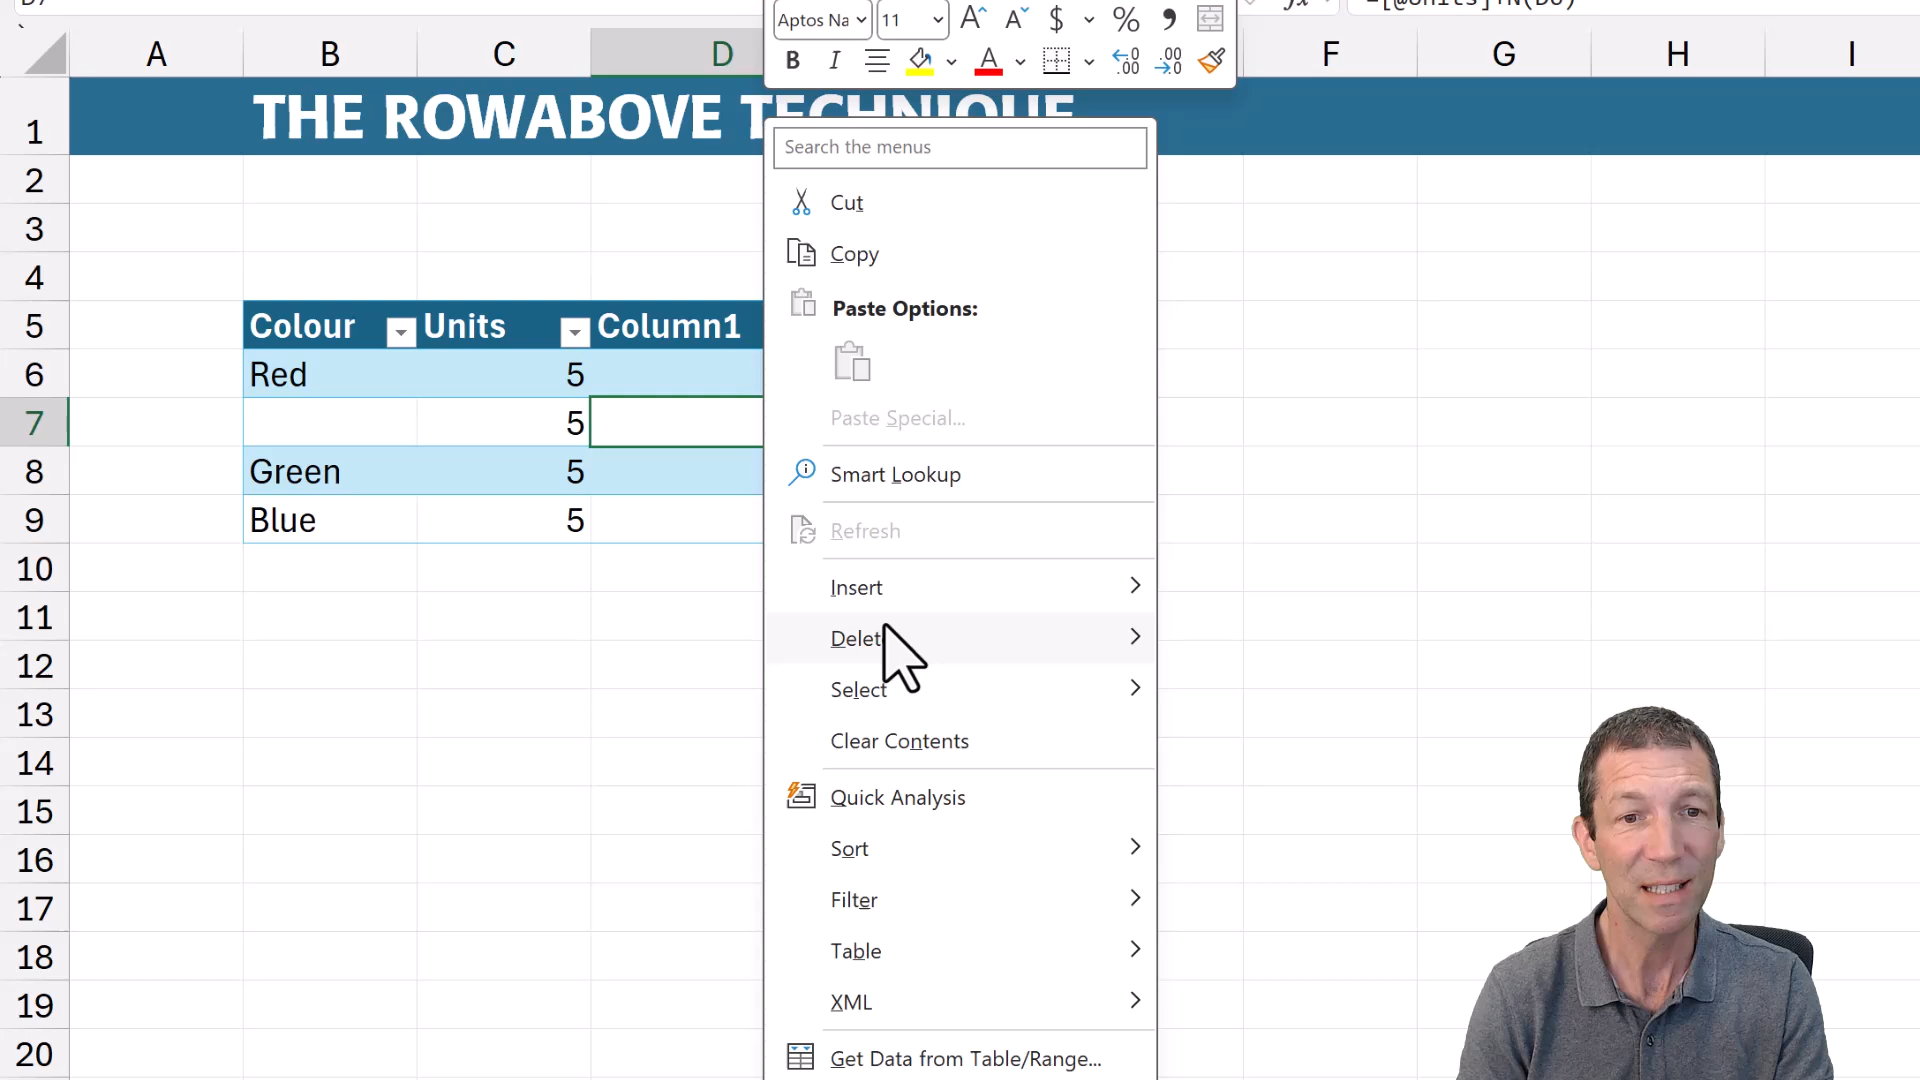 Aptos Na 11 $ % ,
B I A .00 .00
A B C D F G H I
1 THE ROWABOVE TECHNIQUE
2
3
4
5 Colour Units Column1
6 Red 5
7 5
8 Green 5
9 Blue 5
10
11
12
13
14
15
16
17
18
19
20
Search the menus
Cut
Copy
Paste Options:
Paste Special...
Smart Lookup
Refresh
Insert
Delet
Select
Clear Contents
Quick Analysis
Sort
Filter
Table
XML
Get Data from Table/Range...